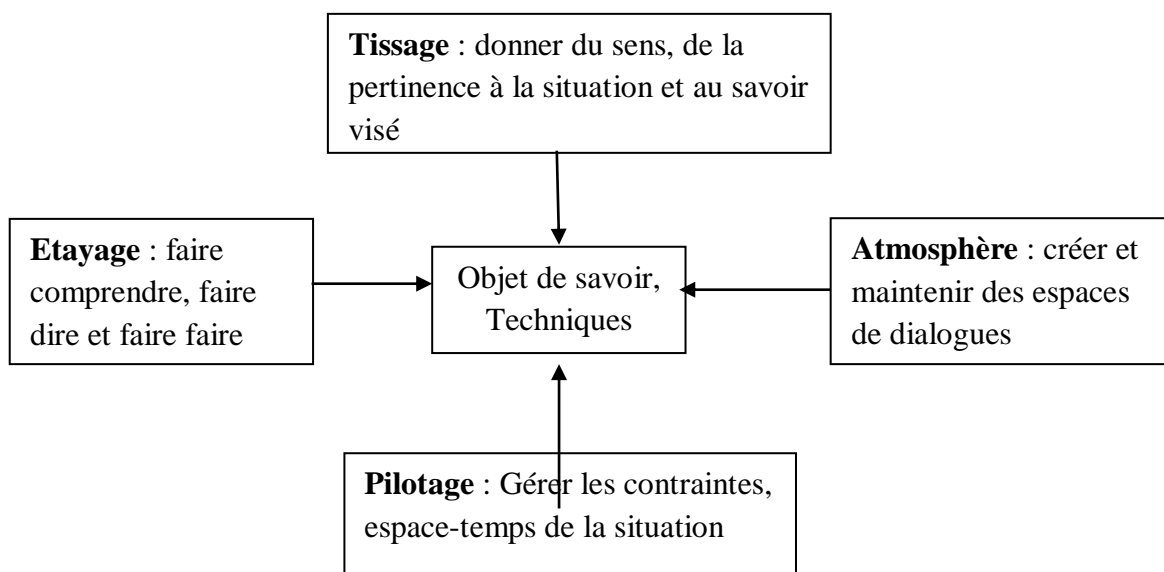 Tissage : donner du sens, de la
pertinence à la situation et au savoir
visé
Etayage : faire
comprendre, faire
dire et faire faire
Objet de savoir,
Techniques
Atmosphère : créer et
maintenir des espaces
de dialogues
Pilotage : Gérer les contraintes,
espace-temps de la situation